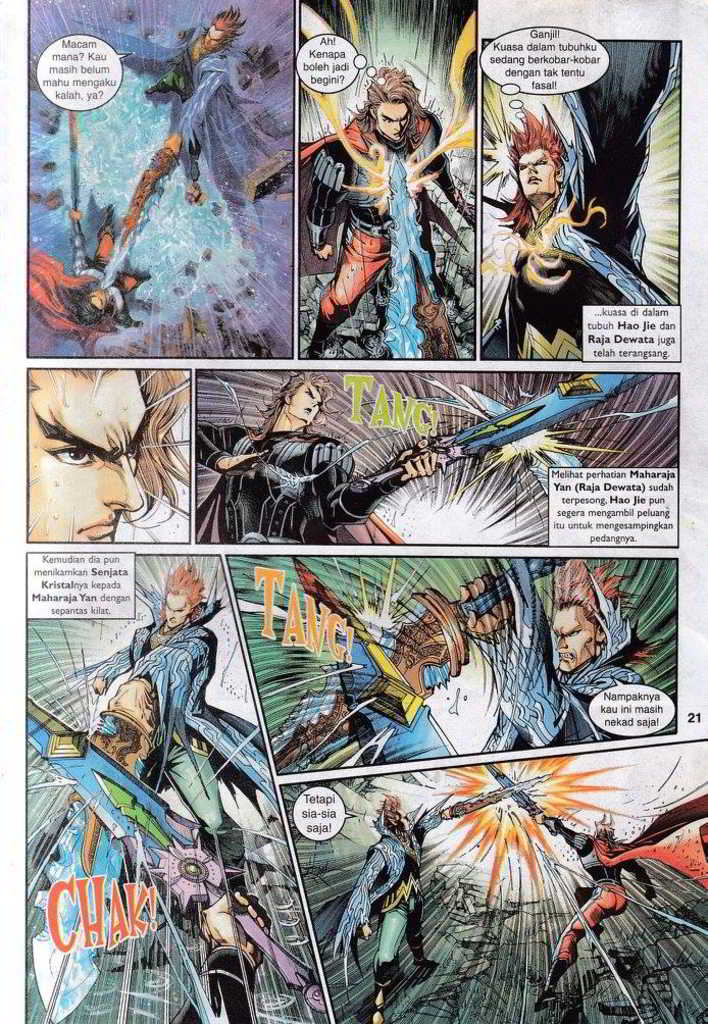 Macam
mana? Kau
masih belum
mahu mengaku
kalah, ya?
Ah!
Kenapa
boleh jadi
begini?
Ganjil!
Kuasa dalam tubuhku
sedang berkobar-kobar
dengan tak tentu
fasal!
...kuasa di dalam
tubuh Hao Jie dan
Raja Dewata juga
telah terangsang.
TANG!
Melihat perhatian Maharaja
Yan (Raja Dewata) sudah
terpesong, Hao Jie pun
segera mengambil peluang
itu untuk mengesampingkan
pedangnya.
Kemudian dia pun
menikamkan Senjata
Kristalnya kepada
Maharaja Yan dengan
sepantas kilat.
CHAK!
TANG!
Nampaknya
kau ini masih
nekad saja!
21
Tetapi
sia-sia
saja!